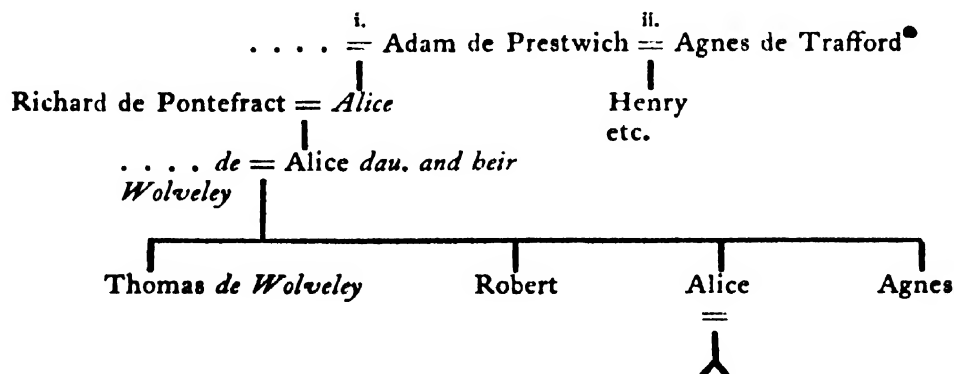 i. ii.
. . . . = Adam de Prestwich = Agnes de Trafford●
Richard de Pontefract = Alice Henry
etc.
. . . . de = Alice dau. and heir
Wolveley
Thomas de Wolveley Robert Alice Agnes
=